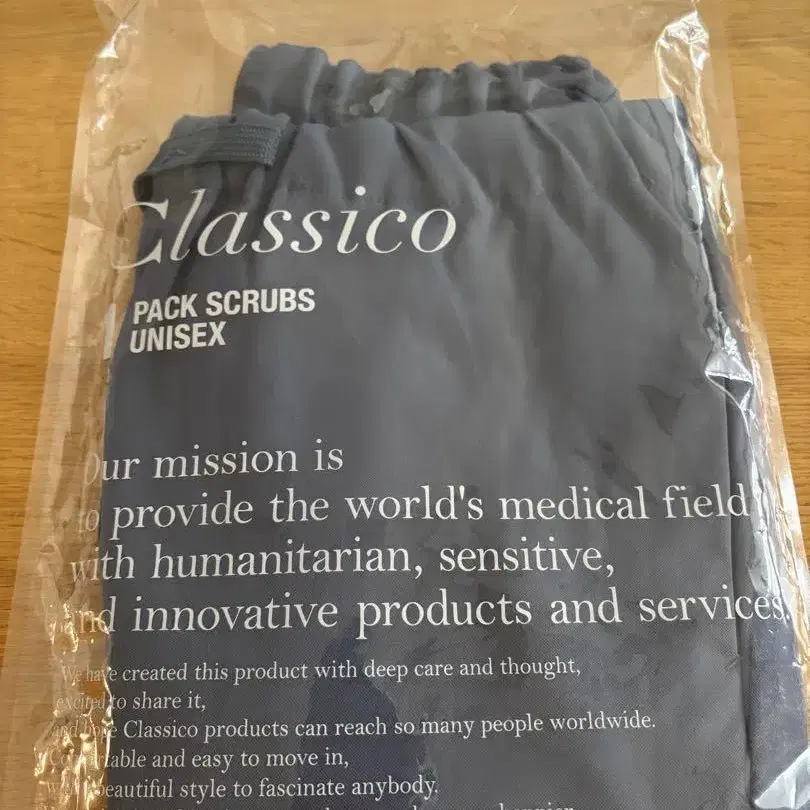 Classico
PACK SCRUBS
UNISEX
Our mission is
to provide the world's medical field
with humanitarian, sensitive,
and innovative products and services.
We have created this product with deep care and thought,
excited to share it,
and hope Classico products can reach so many people worldwide.
Comfortable and easy to move in,
beautiful style to fascinate anybody.